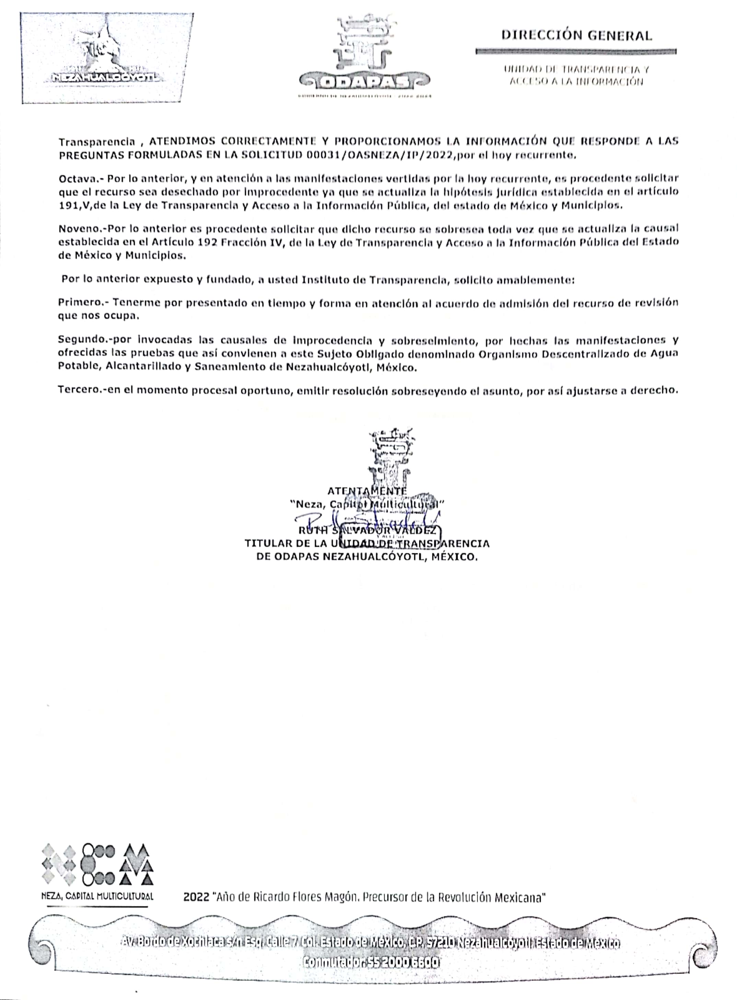 NEZAHUALCÓYOTL
ODAPAS
GOBIERNO DE NEZAHUALCÓYOTL 2022-2024
DIRECCIÓN GENERAL
UNIDAD DE TRANSPARENCIA Y
ACCESO A LA INFORMACIÓN
Transparencia , ATENDIMOS CORRECTAMENTE Y PROPORCIONAMOS LA INFORMACIÓN QUE RESPONDE A LAS
PREGUNTAS FORMULADAS EN LA SOLICITUD 00031/OASNEZA/IP/2022,por el hoy recurrente.
Octava.- Por lo anterior, y en atención a las manifestaciones vertidas por la hoy recurrente, es procedente solicitar
que el recurso sea desechado por improcedente ya que se actualiza la hipótesis jurídica establecida en el artículo
191,V,de la Ley de Transparencia y Acceso a la Información Pública, del estado de México y Municipios.
Noveno.-Por lo anterior es procedente solicitar que dicho recurso se sobresea toda vez que se actualiza la causal
establecida en el Artículo 192 Fracción IV, de la Ley de Transparencia y Acceso a la Información Pública del Estado
de México y Municipios.
Por lo anterior expuesto y fundado, a usted Instituto de Transparencia, solicito amablemente:
Primero.- Tenerme por presentado en tiempo y forma en atención al acuerdo de admisión del recurso de revisión
que nos ocupa.
Segundo.-por invocadas las causales de improcedencia y sobreseimiento, por hechas las manifestaciones y
ofrecidas las pruebas que así convienen a este Sujeto Obligado denominado Organismo Descentralizado de Agua
Potable, Alcantarillado y Saneamiento de Nezahualcóyotl, México.
Tercero.-en el momento procesal oportuno, emitir resolución sobreseyendo el asunto, por así ajustarse a derecho.
ATENTAMENTE
"Neza, Capital Multicultural"
RUTH SALVADOR VALDEZ
TITULAR DE LA UNIDAD DE TRANSPARENCIA
DE ODAPAS NEZAHUALCÓYOTL, MÉXICO.
NCM
NEZA, CAPITAL MULTICULTURAL
2022 "Año de Ricardo Flores Magón. Precursor de la Revolución Mexicana"
Av. Bordo de Xochiaca s/n Esq. Calle 7 Col. Estado de México, C.P. 57210 Nezahualcóyotl, Estado de México
Conmutador: 55 2000 6600